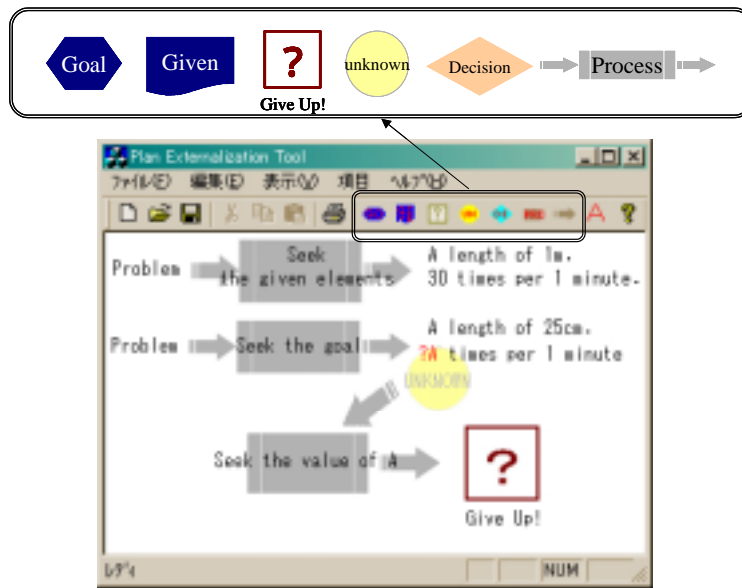 Goal
Given
?
Give Up!
unknown
Decision
Process
Plan Externalization Tool
ファイル(F) 編集(E) 表示(V) 項目 ヘルプ(H)
A ?
Problem
Seek
the given elements
A length of 1m.
30 times per 1 minute.
Problem
Seek the goal
A length of 25cm.
?A times per 1 minute
UNKNOWN
Seek the value of A
?
Give Up!
レディ
NUM